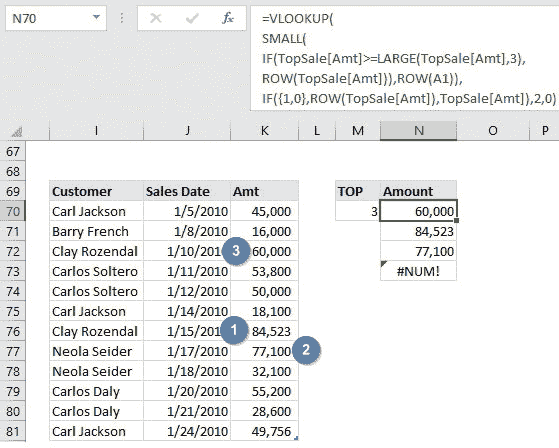 N70 fx =VLOOKUP(
SMALL(
IF(TopSale[Amt]>=LARGE(TopSale[Amt],3),
ROW(TopSale[Amt])),ROW(A1)),
IF({1,0},ROW(TopSale[Amt]),TopSale[Amt]),2,0)
I J K L M N O P
67
68
69 Customer Sales Date Amt TOP Amount
70 Carl Jackson 1/5/2010 45,000 3 60,000
71 Barry French 1/8/2010 16,000 84,523
72 Clay Rozendal 1/10/201 3 60,000 77,100
73 Carlos Soltero 1/11/2010 53,800 #NUM!
74 Carlos Soltero 1/12/2010 50,000
75 Carl Jackson 1/14/2010 18,100
76 Clay Rozendal 1/15/201 1 84,523
77 Neola Seider 1/17/2010 77,100 2
78 Neola Seider 1/18/2010 32,100
79 Carlos Daly 1/20/2010 55,200
80 Carlos Daly 1/21/2010 28,600
81 Carl Jackson 1/24/2010 49,756